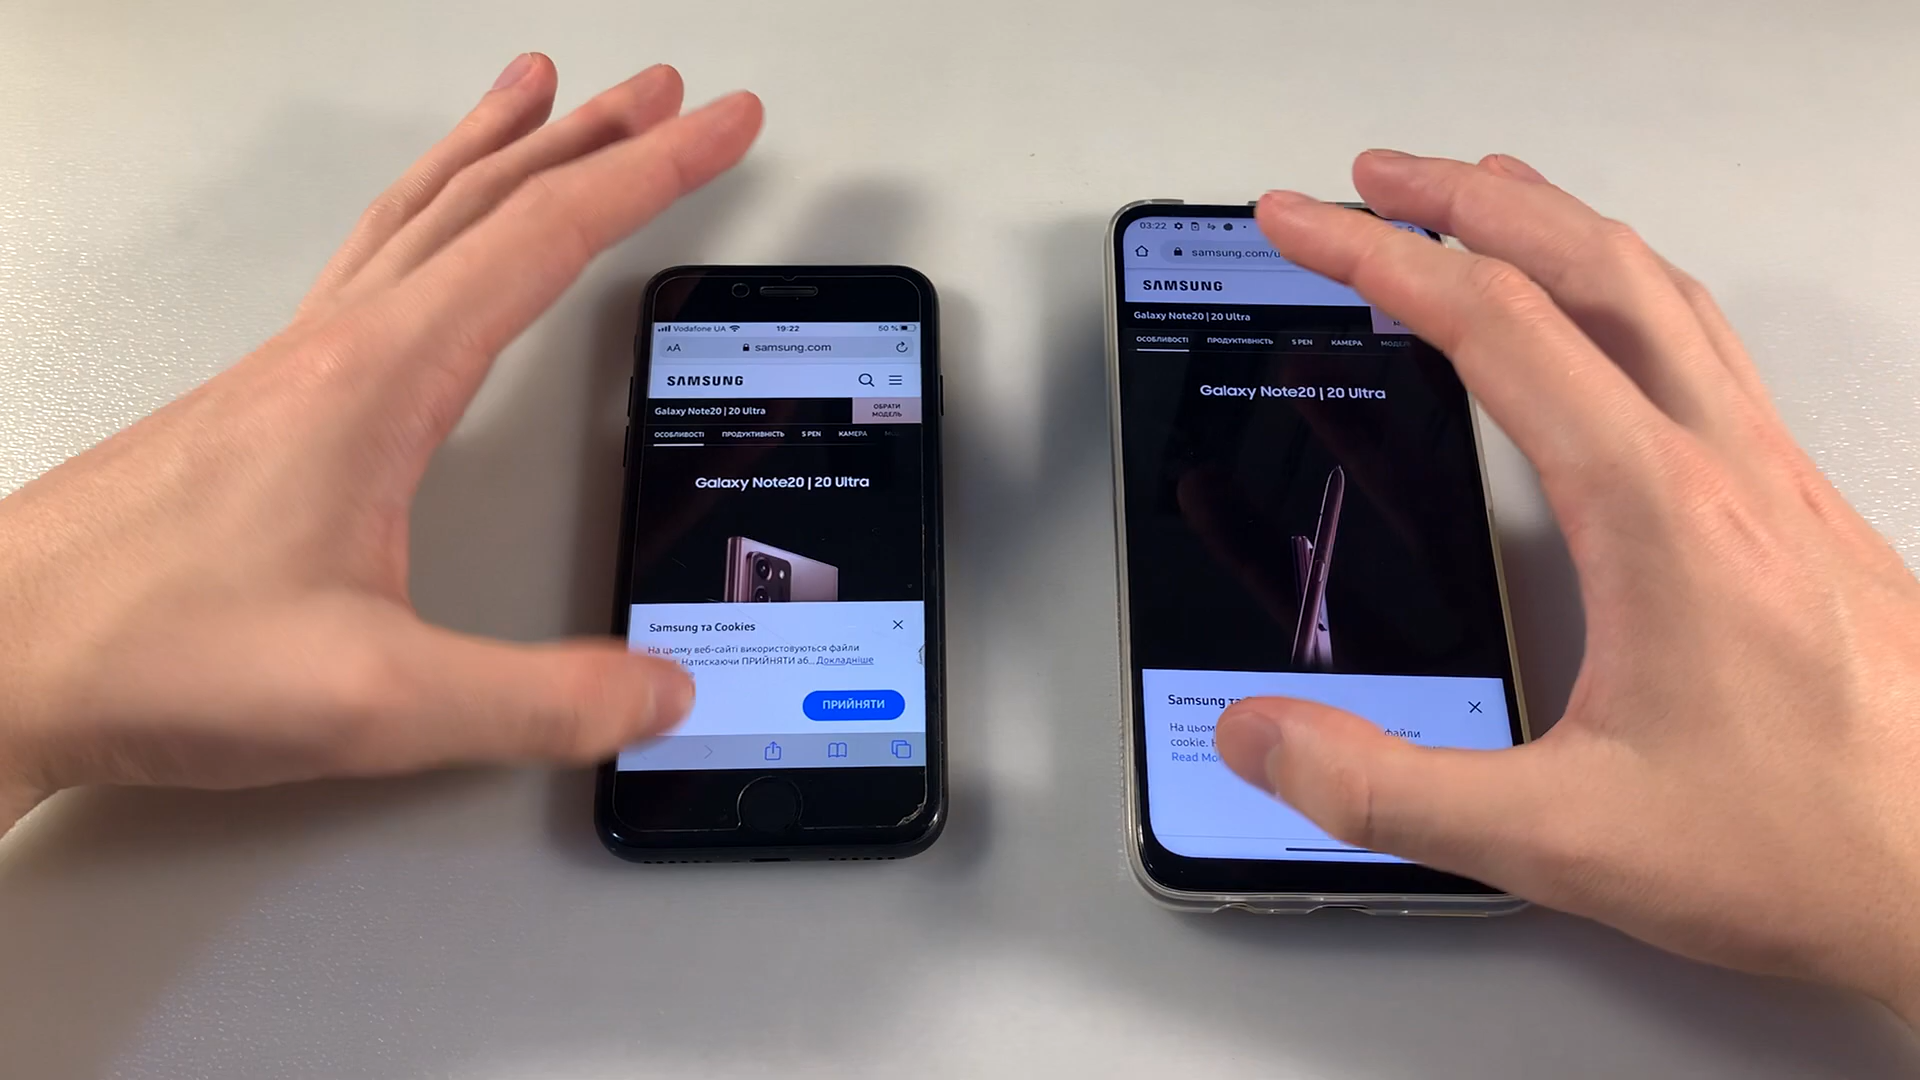 Vodafone UA 19:22 50 %
AA samsung.com
SAMSUNG
Galaxy Note20 | 20 Ultra ОБРАТИ МОДЕЛЬ
ОСОБЛИВОСТІ ПРОДУКТИВНІСТЬ S PEN КАМЕРА
Galaxy Note20 | 20 Ultra
Samsung та Cookies
На цьому веб-сайті використовуються файли
Натискаючи ПРИЙНЯТИ аб... Докладніше
ПРИЙНЯТИ
03:22
samsung.com/u
SAMSUNG
Galaxy Note20 | 20 Ultra
ОСОБЛИВОСТІ ПРОДУКТИВНІСТЬ S PEN КАМЕРА
Galaxy Note20 | 20 Ultra
Samsung
На цьом файли
cookie.
Read